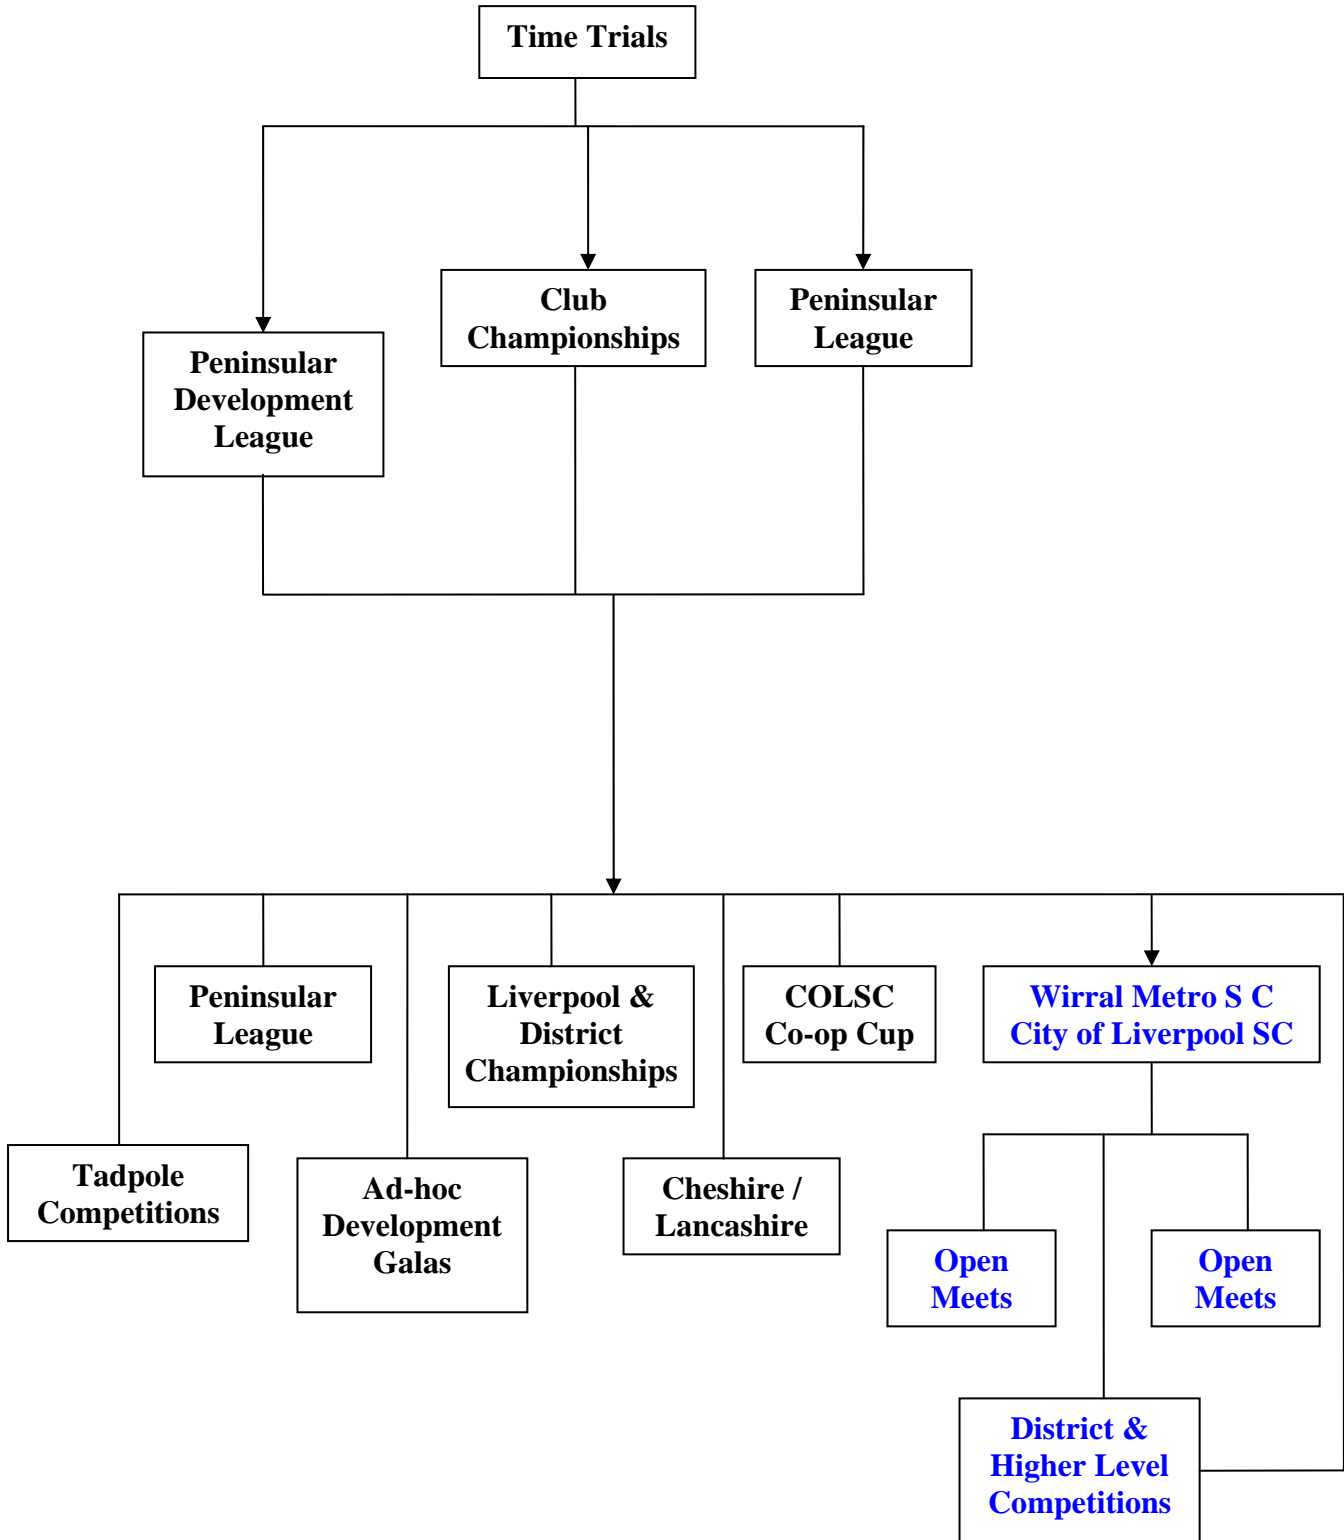 Time Trials
Club
Championships
Peninsular
League
Peninsular
Development
League
Peninsular
League
Liverpool &
District
Championships
COLSC
Co-op Cup
Wirral Metro S C
City of Liverpool SC
Tadpole
Competitions
Ad-hoc
Development
Galas
Cheshire /
Lancashire
Open
Meets
Open
Meets
District &
Higher Level
Competitions